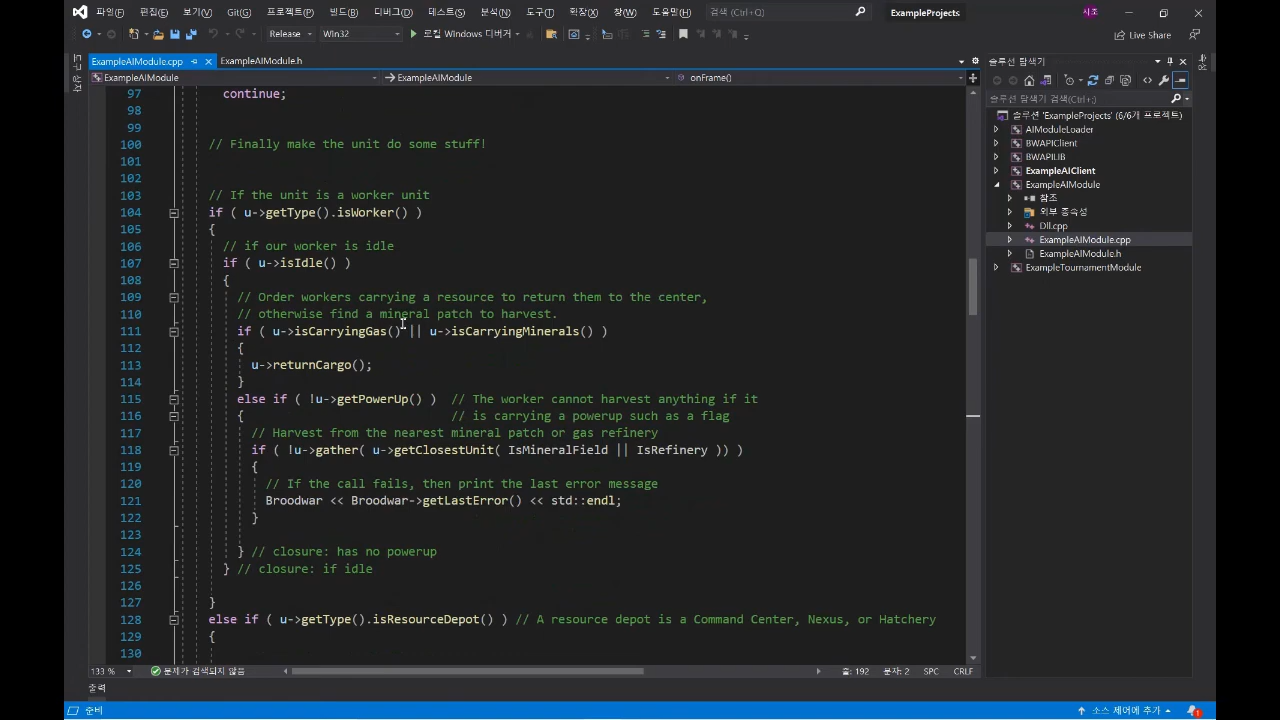 파일(F) 편집(E) 보기(V) Git(G) 프로젝트(P) 빌드(B) 디버그(D) 테스트(S) 분석(N) 도구(T) 확장(X) 창(W) 도움말(H) 검색 (Ctrl+Q) ExampleProjects 시조
Release Win32 로컬 Windows 디버거 Live Share
ExampleAIModule.cpp ExampleAIModule.h 솔루션 탐색기
ExampleAIModule ExampleAIModule onFrame()
솔루션 탐색기 검색(Ctrl+;)
97 continue;
98
99
100 // Finally make the unit do some stuff!
101
102
103 // If the unit is a worker unit
104 if ( u->getType().isWorker() )
105 {
106 // if our worker is idle
107 if ( u->isIdle() )
108 {
109 // Order workers carrying a resource to return them to the center,
110 // otherwise find a mineral patch to harvest.
111 if ( u->isCarryingGas() || u->isCarryingMinerals() )
112 {
113 u->returnCargo();
114 }
115 else if ( !u->getPowerUp() ) // The worker cannot harvest anything if it
116 { // is carrying a powerup such as a flag
117 // Harvest from the nearest mineral patch or gas refinery
118 if ( !u->gather( u->getClosestUnit( IsMineralField || IsRefinery )) )
119 {
120 // If the call fails, then print the last error message
121 Broodwar << Broodwar->getLastError() << std::endl;
122 }
123
124 } // closure: has no powerup
125 } // closure: if idle
126
127 }
128 else if ( u->getType().isResourceDepot() ) // A resource depot is a Command Center, Nexus, or Hatchery
129 {
130
솔루션 'ExampleProjects' (6/6개 프로젝트)
AIModuleLoader
BWAPIClient
BWAPILIB
ExampleAIClient
ExampleAIModule
참조
외부 종속성
Dll.cpp
ExampleAIModule.cpp
ExampleAIModule.h
ExampleTournamentModule
133 % 문제가 검색되지 않음 줄: 192 문자: 2 SPC CRLF
출력
준비 소스 제어에 추가 1